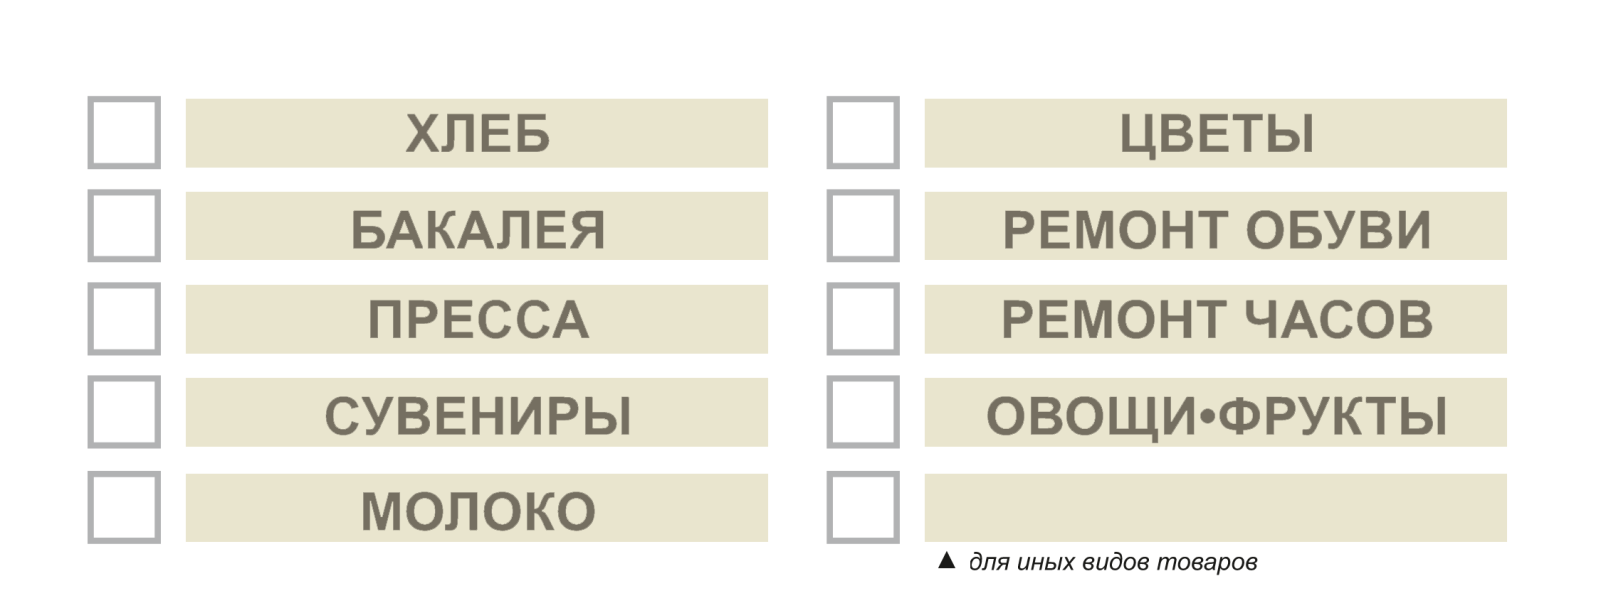 ХЛЕБ
БАКАЛЕЯ
ПРЕССА
СУВЕНИРЫ
МОЛОКО
ЦВЕТЫ
РЕМОНТ ОБУВИ
РЕМОНТ ЧАСОВ
ОВОЩИ•ФРУКТЫ
▲ для иных видов товаров